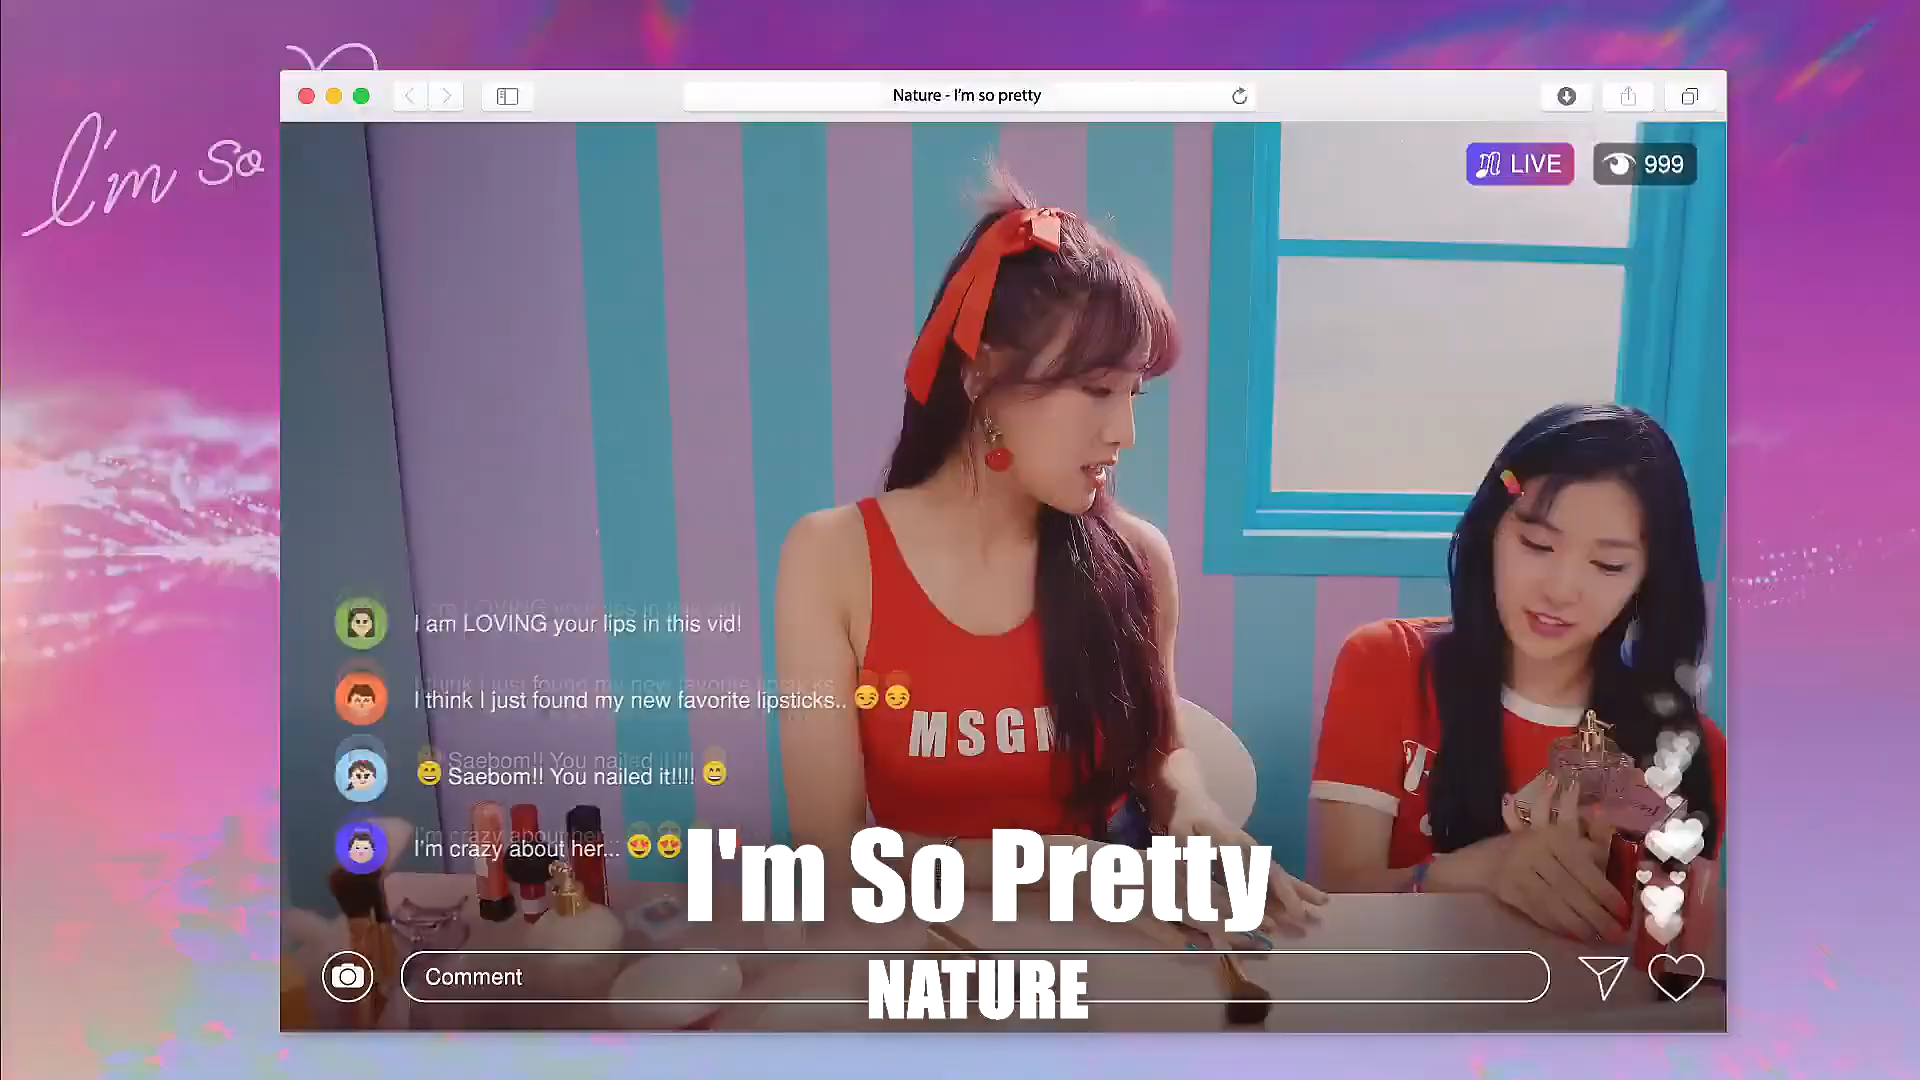 Nature - I'm so pretty
I'm so
LIVE
999
I am LOVING your lips in this vid!
I think I just found my new favorite lipsticks..
Saebom!! You nailed it!!!!
I'm crazy about her...
MSGM
I'm So Pretty
Comment
NATURE